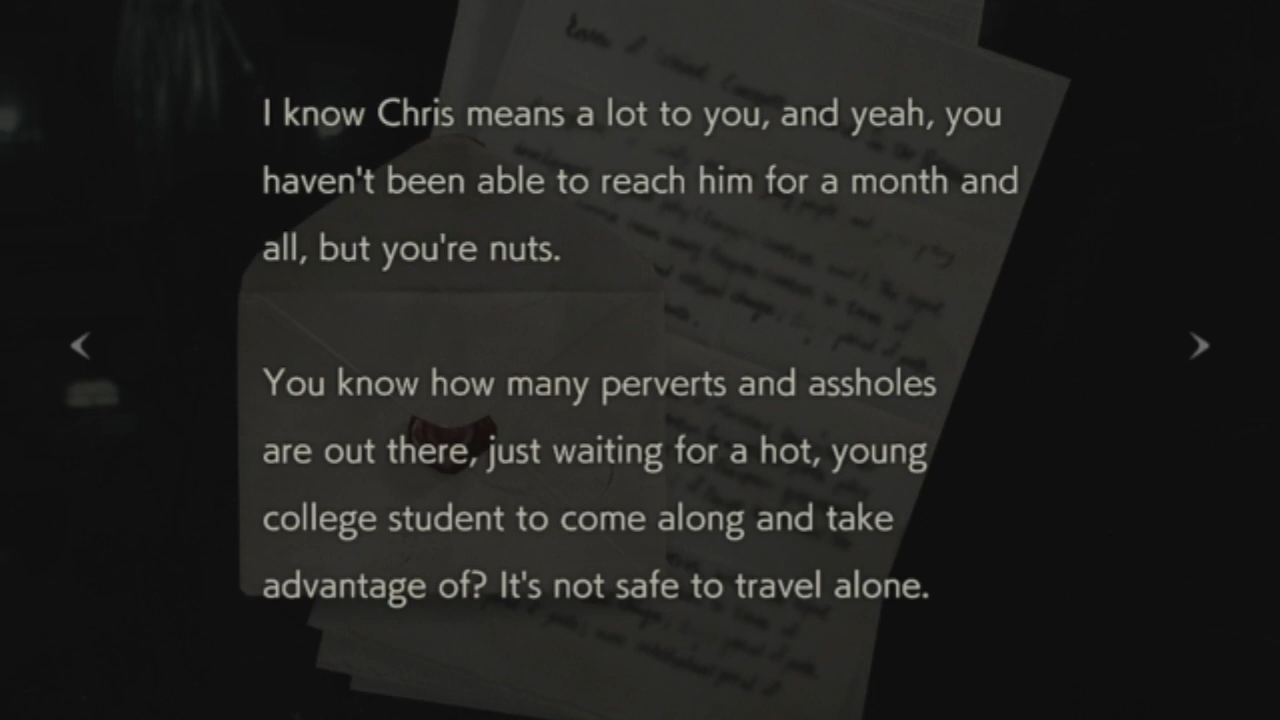 I know Chris means a lot to you, and yeah, you
haven't been able to reach him for a month and
all, but you're nuts.
You know how many perverts and assholes
are out there, just waiting for a hot, young
college student to come along and take
advantage of? It's not safe to travel alone.